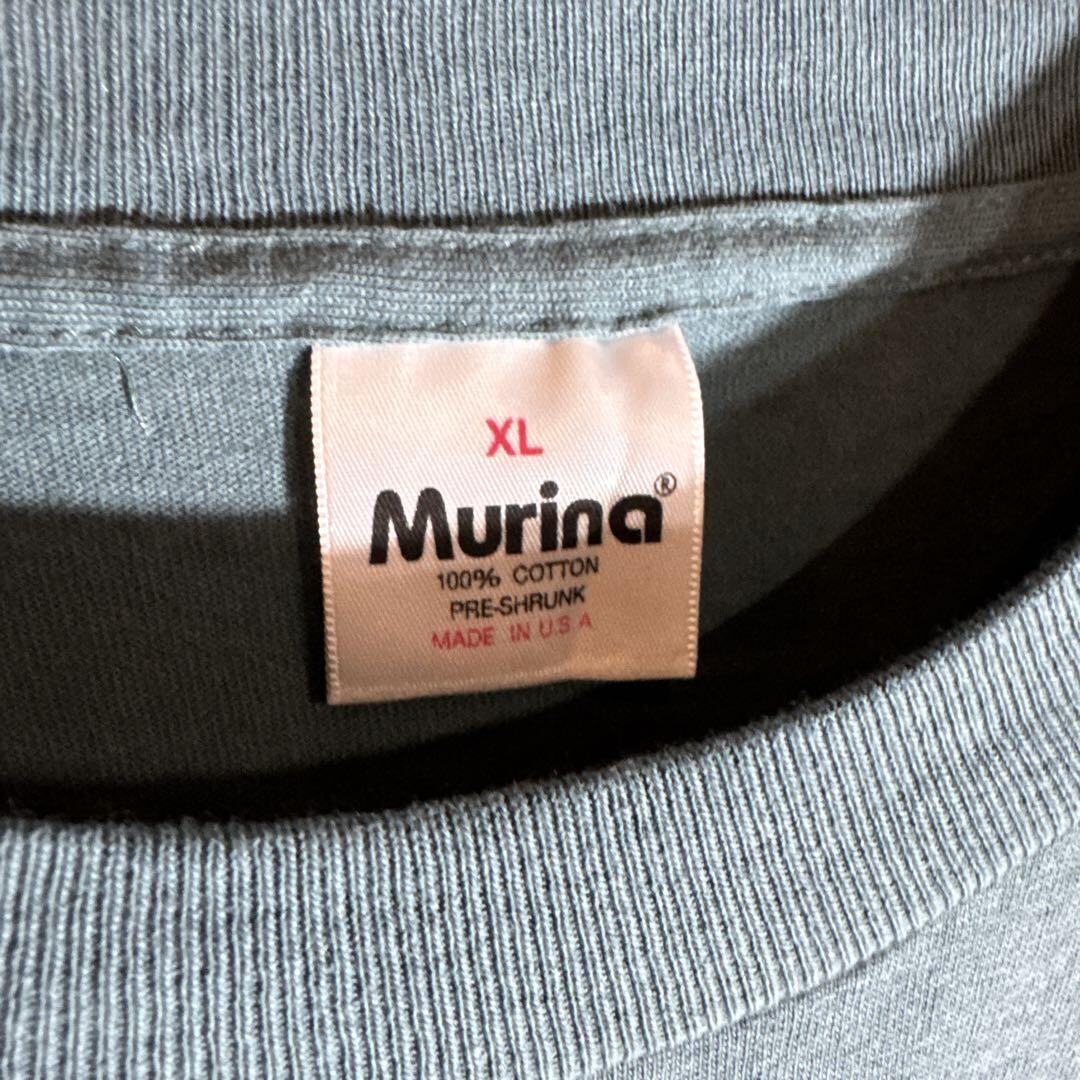 XL
Murina®
100% COTTON
PRE-SHRUNK
MADE IN U.S A